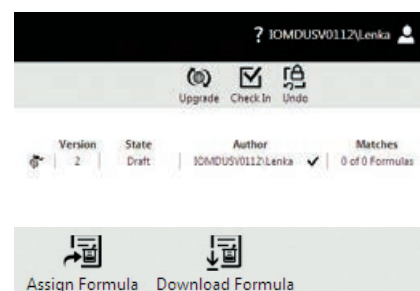 ? IOMDUSV0112\Lenka
Upgrade Check In Undo
Version State Author Matches
2 Draft IOMDUSV0112\Lenka 0 of 0 Formulas
Assign Formula Download Formula